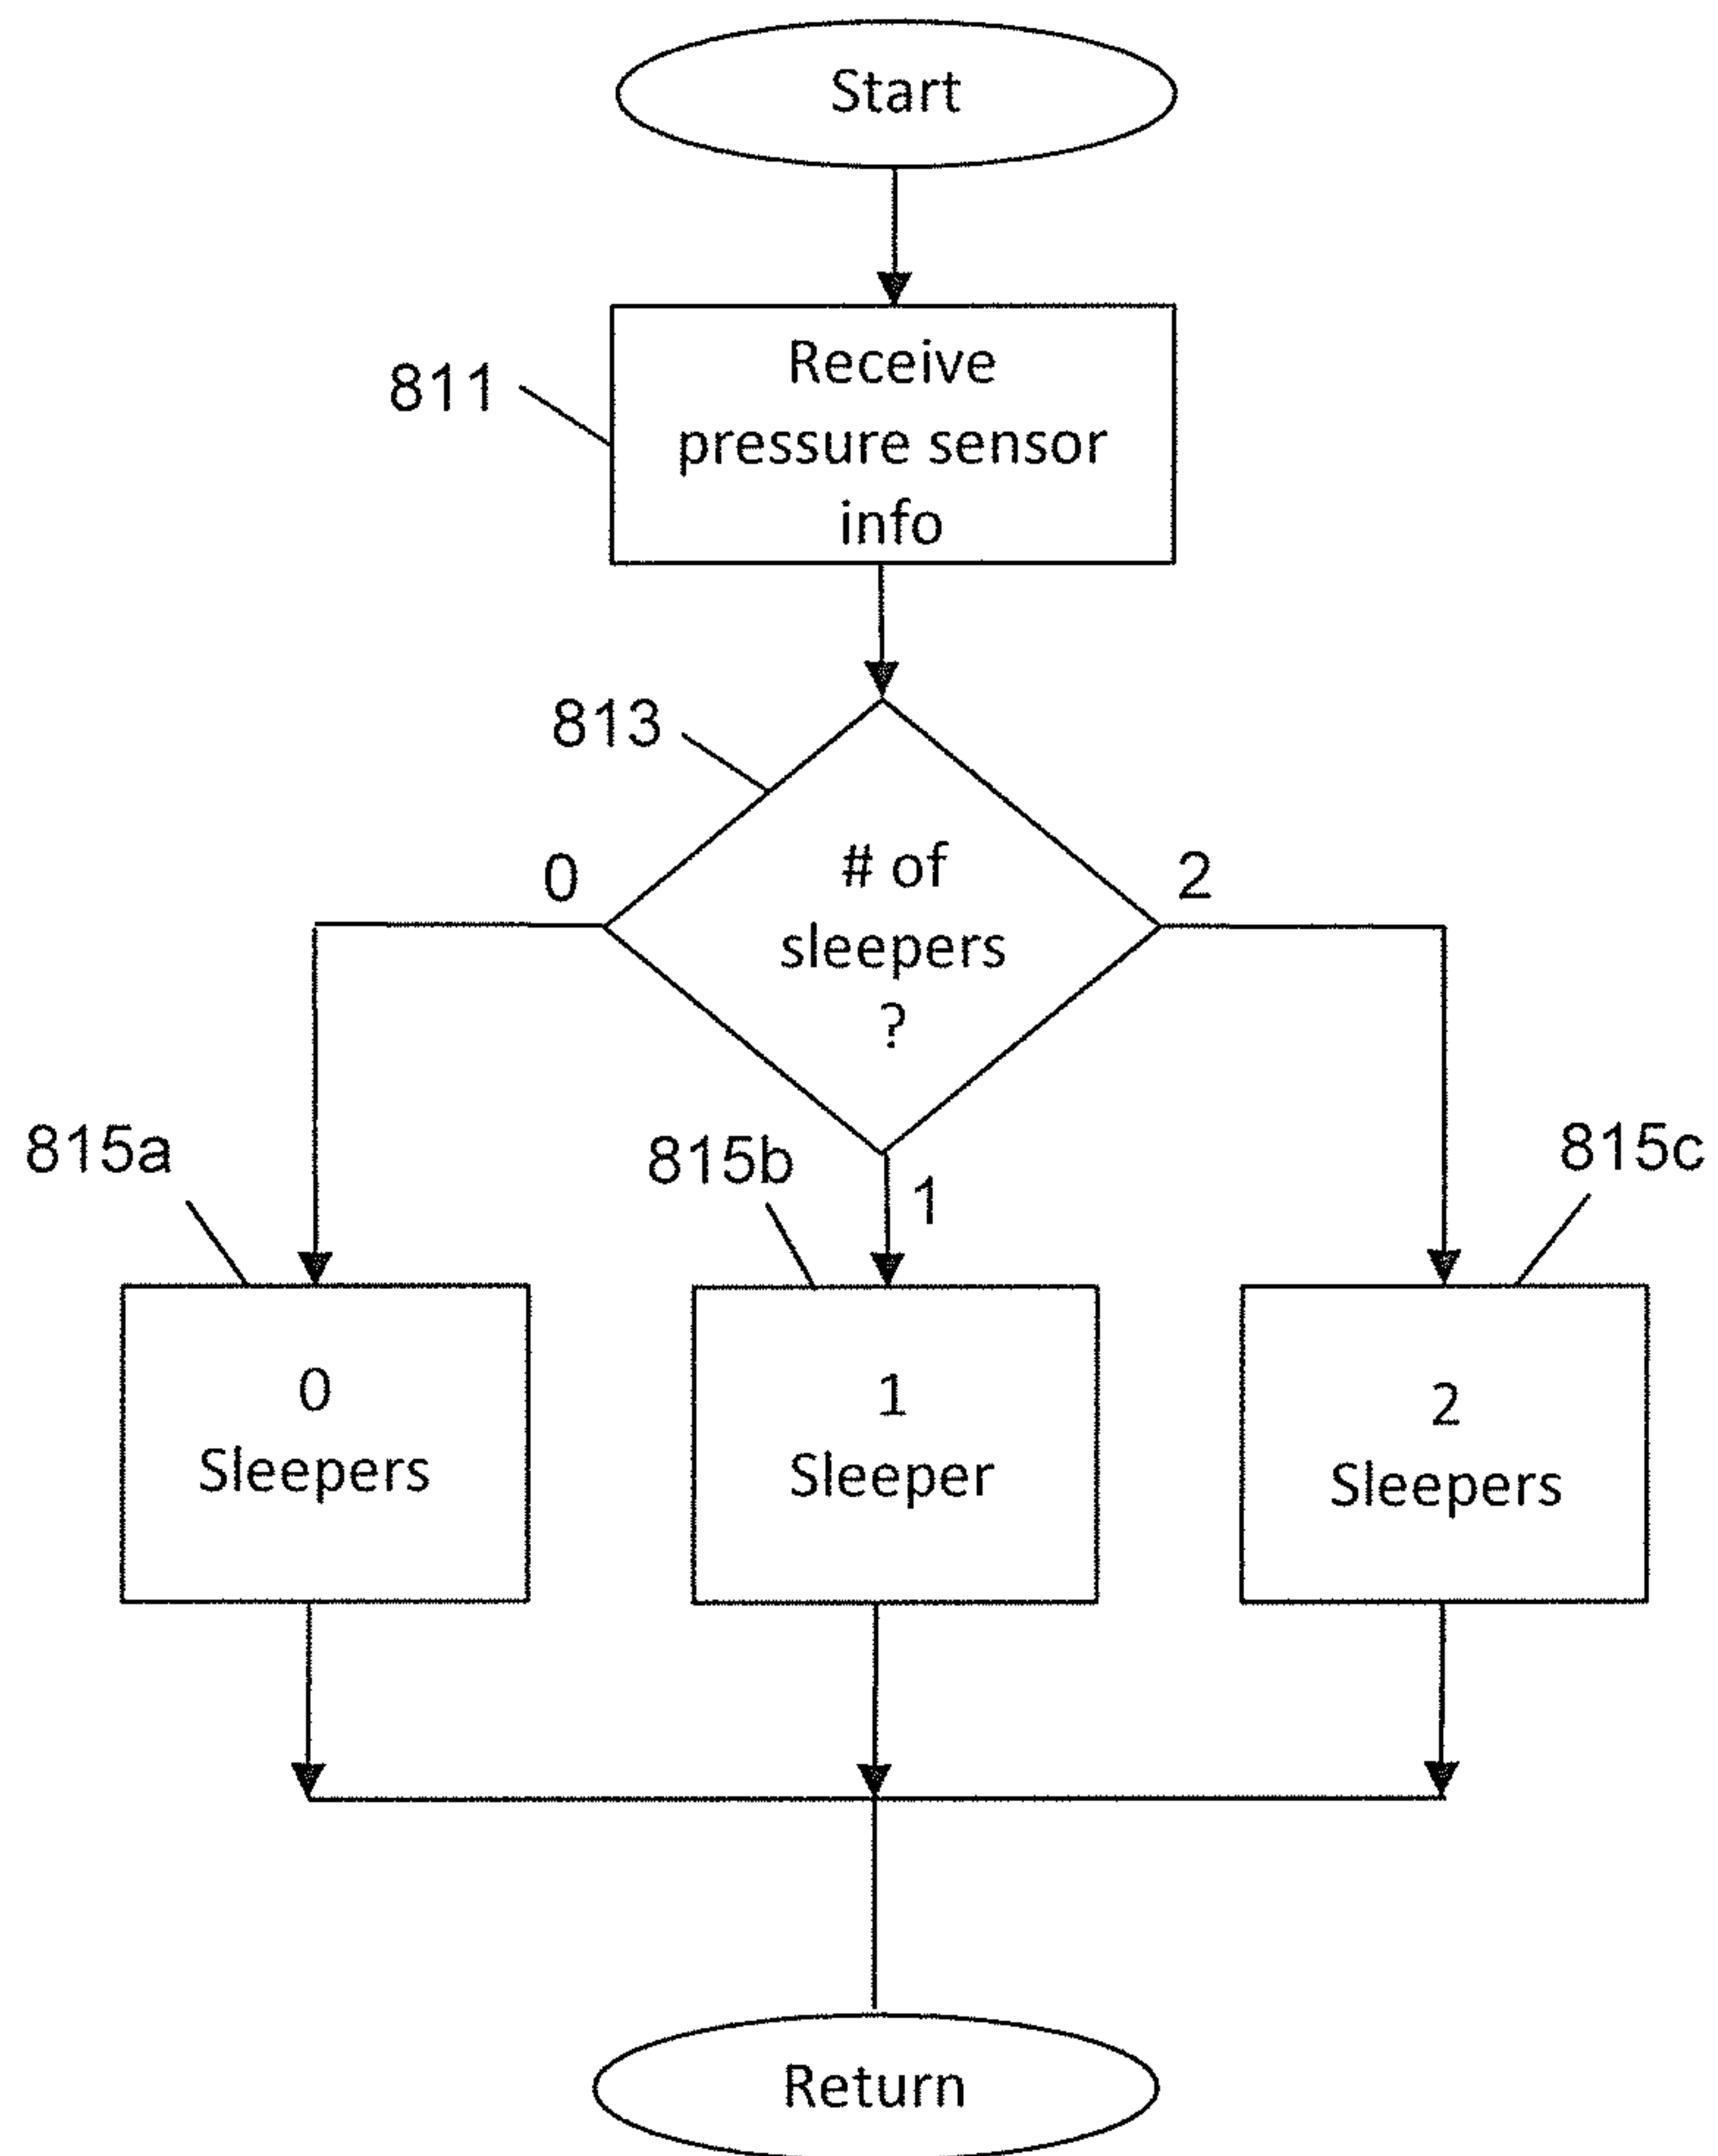 Start
811
Receive
pressure sensor
info
813
# of
sleepers
?
0
2
1
815a
815b
815c
0
Sleepers
1
Sleeper
2
Sleepers
Return